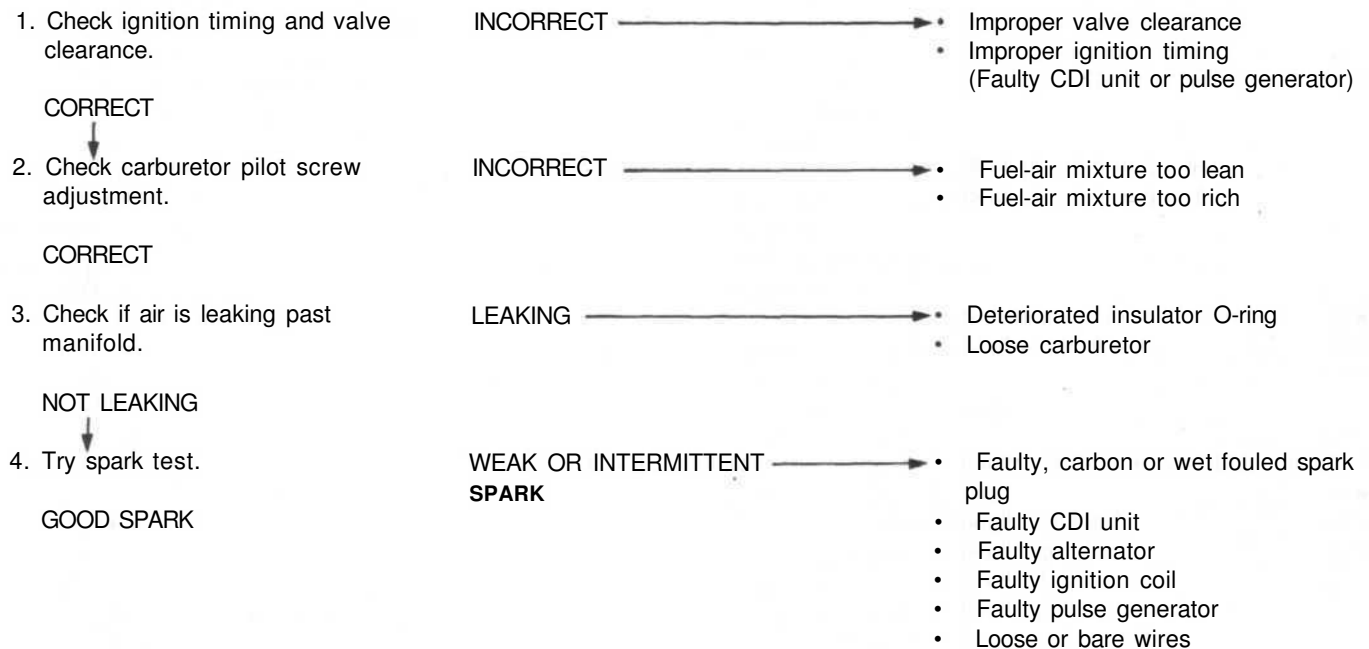 1. Check ignition timing and valve clearance.
INCORRECT
• Improper valve clearance
• Improper ignition timing
(Faulty CDI unit or pulse generator)
CORRECT
2. Check carburetor pilot screw
adjustment.
INCORRECT
• Fuel-air mixture too lean
• Fuel-air mixture too rich
CORRECT
3. Check if air is leaking past
manifold.
LEAKING
• Deteriorated insulator O-ring
• Loose carburetor
NOT LEAKING
4. Try spark test.
WEAK OR INTERMITTENT
SPARK
• Faulty, carbon or wet fouled spark
plug
• Faulty CDI unit
• Faulty alternator
• Faulty ignition coil
• Faulty pulse generator
• Loose or bare wires
GOOD SPARK